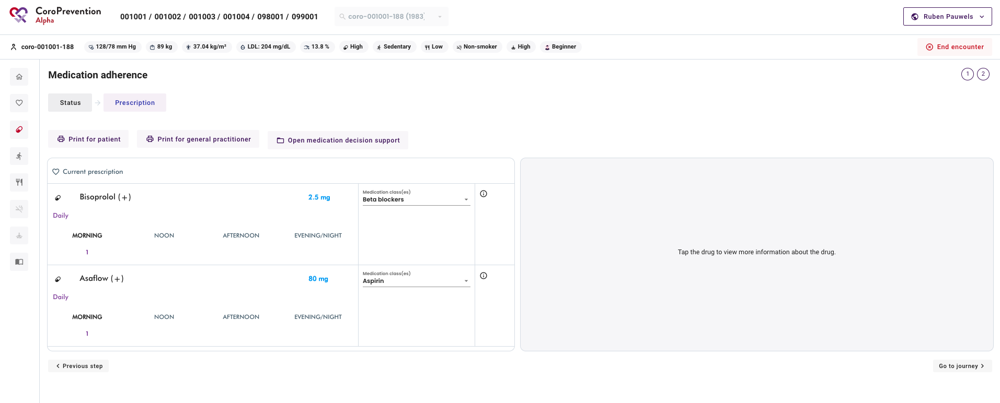 CoroPrevention
Alpha
001001 / 001002 / 001003 / 001004 / 098001 / 099001
coro-001001-188 (1983)
Ruben Pauwels
coro-001001-188
128/78 mm Hg
89 kg
37.04 kg/m²
LDL: 204 mg/dL
13.8 %
High
Sedentary
Low
Non-smoker
High
Beginner
End encounter
Medication adherence
1
2
Status
Prescription
Print for patient
Print for general practitioner
Open medication decision support
Current prescription
Bisoprolol (+)
2.5 mg
Medication class(es)
Beta blockers
Daily
MORNING
NOON
AFTERNOON
EVENING/NIGHT
1
Asaflow (+)
80 mg
Medication class(es)
Aspirin
Daily
MORNING
NOON
AFTERNOON
EVENING/NIGHT
1
Tap the drug to view more information about the drug.
Previous step
Go to journey